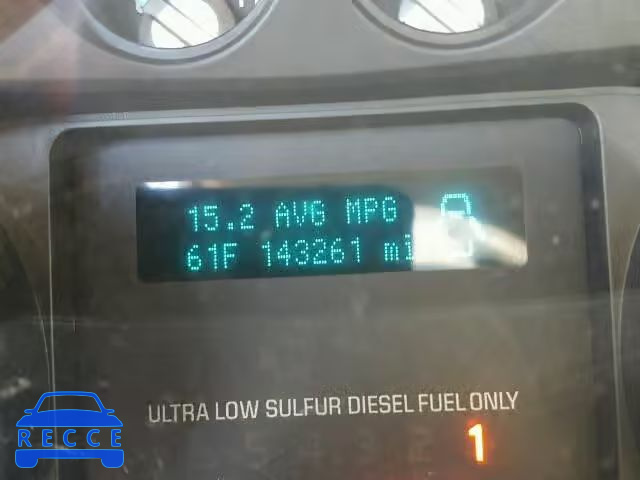 15.2 AVG MPG
61F 143261 mi
ULTRA LOW SULFUR DIESEL FUEL ONLY
1
RECCE